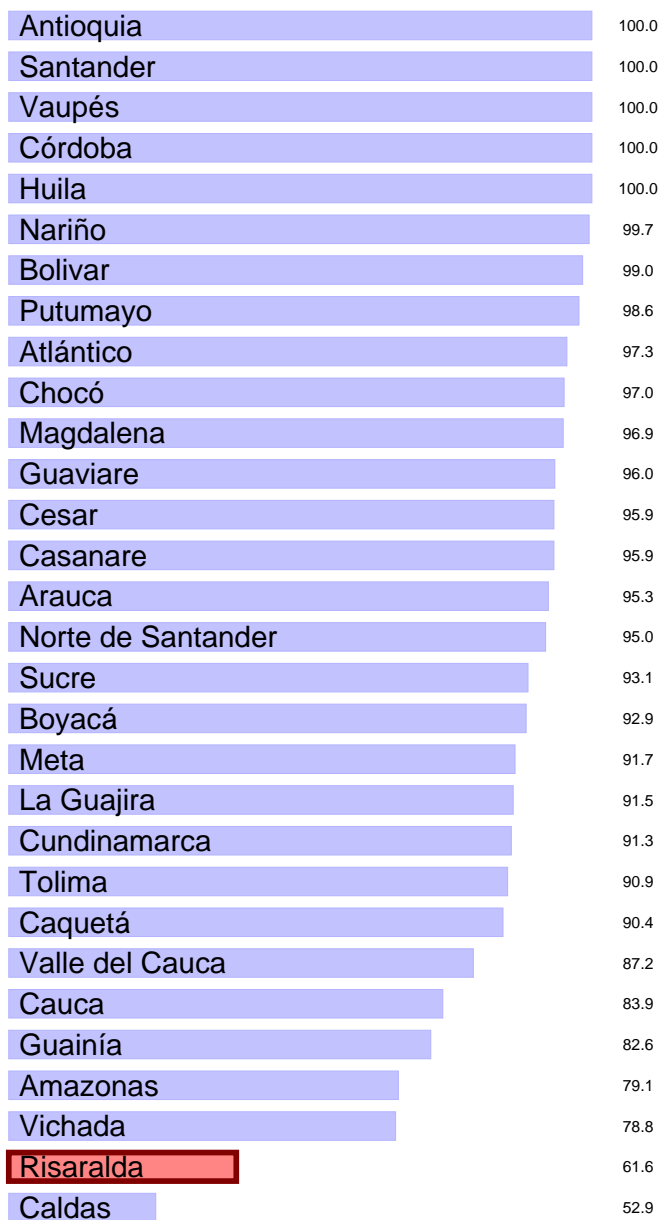 Antioquia 100.0
Santander 100.0
Vaupés 100.0
Córdoba 100.0
Huila 100.0
Nariño 99.7
Bolivar 99.0
Putumayo 98.6
Atlántico 97.3
Chocó 97.0
Magdalena 96.9
Guaviare 96.0
Cesar 95.9
Casanare 95.9
Arauca 95.3
Norte de Santander 95.0
Sucre 93.1
Boyacá 92.9
Meta 91.7
La Guajira 91.5
Cundinamarca 91.3
Tolima 90.9
Caquetá 90.4
Valle del Cauca 87.2
Cauca 83.9
Guainía 82.6
Amazonas 79.1
Vichada 78.8
Risaralda 61.6
Caldas 52.9